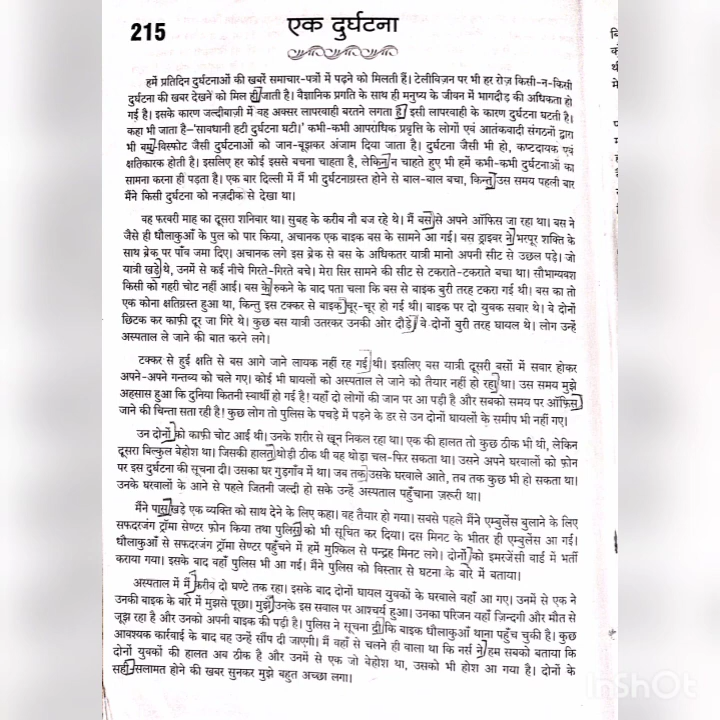 215
एक दुर्घटना
हमें प्रतिदिन दुर्घटनाओं की खबरें समाचार-पत्रों में पढ़ने को मिलती हैं। टेलीविज़न पर भी हर रोज़ किसी-न-किसी
दुर्घटना की खबर देखने को मिल ही जाती है। वैज्ञानिक प्रगति के साथ ही मनुष्य के जीवन में भागदौड़ की अधिकता हो
गई है। इसके कारण जल्दीबाज़ी में वह अक्सर लापरवाही बरतने लगता है। इसी लापरवाही के कारण दुर्घटना घटती है।
कहा भी जाता है–'सावधानी हटी दुर्घटना घटी।' कभी-कभी आपराधिक प्रवृत्ति के लोगों एवं आतंकवादी संगठनों द्वारा
भी बम-विस्फोट जैसी दुर्घटनाओं को जान-बूझकर अंजाम दिया जाता है। दुर्घटना जैसी भी हो, कष्टदायक एवं
क्षतिकारक होती है। इसलिए हर कोई इससे बचना चाहता है, लेकिन न चाहते हुए भी हमें कभी-कभी दुर्घटनाओं का
सामना करना ही पड़ता है। एक बार दिल्ली में मैं भी दुर्घटनाग्रस्त होने से बाल-बाल बचा, किन्तु उस समय पहली बार
मैंने किसी दुर्घटना को नज़दीक से देखा था।
वह फरवरी माह का दूसरा शनिवार था। सुबह के करीब नौ बज रहे थे। मैं बस से अपने ऑफिस जा रहा था। बस ने
जैसे ही धौलाकुआँ के पुल को पार किया, अचानक एक बाइक बस के सामने आ गई। बस ड्राइवर ने भरपूर शक्ति के
साथ ब्रेक पर पाँव जमा दिए। अचानक लगे इस ब्रेक से बस के अधिकतर यात्री मानो अपनी सीट से उछल पड़े। जो
यात्री खड़े थे, उनमें से कई नीचे गिरते-गिरते बचे। मेरा सिर सामने की सीट से टकराते-टकराते बचा था। सौभाग्यवश
किसी को गहरी चोट नहीं आई। बस के रुकने के बाद पता चला कि बस से बाइक बुरी तरह टकरा गई थी। बस का तो
एक कोना क्षतिग्रस्त हुआ था, किन्तु इस टक्कर से बाइक चूर-चूर हो गई थी। बाइक पर दो युवक सवार थे। वे दोनों
छिटक कर काफ़ी दूर जा गिरे थे। कुछ बस यात्री उतरकर उनकी ओर दौड़े। वे दोनों बुरी तरह घायल थे। लोग उन्हें
अस्पताल ले जाने की बात करने लगे।
टक्कर से हुई क्षति से बस आगे जाने लायक नहीं रह गई थी। इसलिए बस यात्री दूसरी बसों में सवार होकर
अपने-अपने गन्तव्य को चले गए। कोई भी घायलों को अस्पताल ले जाने को तैयार नहीं हो रहा था। उस समय मुझे
अहसास हुआ कि दुनिया कितनी स्वार्थी हो गई है! यहाँ दो लोगों की जान पर आ पड़ी है और सबको समय पर ऑफ़िस
जाने की चिन्ता सता रही है! कुछ लोग तो पुलिस के पचड़े में पड़ने के डर से उन दोनों घायलों के समीप भी नहीं गए।
उन दोनों को काफ़ी चोट आई थी। उनके शरीर से खून निकल रहा था। एक की हालत तो कुछ ठीक भी थी, लेकिन
दूसरा बिल्कुल बेहोश था। जिसकी हालत थोड़ी ठीक थी वह थोड़ा चल-फिर सकता था। उसने अपने घरवालों को फ़ोन
पर इस दुर्घटना की सूचना दी। उसका घर गुड़गाँव में था। जब तक उसके घरवाले आते, तब तक कुछ भी हो सकता था।
उनके घरवालों के आने से पहले जितनी जल्दी हो सके उन्हें अस्पताल पहुँचाना ज़रूरी था।
मैंने पास खड़े एक व्यक्ति को साथ देने के लिए कहा। वह तैयार हो गया। सबसे पहले मैंने एम्बुलेंस बुलाने के लिए
सफदरजंग ट्रॉमा सेण्टर फ़ोन किया तथा पुलिस को भी सूचित कर दिया। दस मिनट के भीतर ही एम्बुलेंस आ गई।
धौलाकुआँ से सफदरजंग ट्रॉमा सेण्टर पहुँचने में हमें मुश्किल से पन्द्रह मिनट लगे। दोनों को इमरजेंसी वार्ड में भर्ती
कराया गया। इसके बाद वहाँ पुलिस भी आ गई। मैंने पुलिस को विस्तार से घटना के बारे में बताया।
अस्पताल में मैं करीब दो घण्टे तक रहा। इसके बाद दोनों घायल युवकों के घरवाले वहाँ आ गए। उनमें से एक ने
उनकी बाइक के बारे में मुझसे पूछा। मुझे उनके इस सवाल पर आश्चर्य हुआ। उनका परिजन यहाँ ज़िन्दगी और मौत से
जूझ रहा है और उनको अपनी बाइक की पड़ी है। पुलिस ने सूचना दी कि बाइक धौलाकुआँ थाना पहुँच चुकी है। कुछ
आवश्यक कार्रवाई के बाद वह उन्हें सौंप दी जाएगी। मैं वहाँ से चलने ही वाला था कि नर्स ने हम सबको बताया कि
दोनों युवकों की हालत अब ठीक है और उनमें से एक जो बेहोश था, उसको भी होश आ गया है। दोनों के
सही-सलामत होने की खबर सुनकर मुझे बहुत अच्छा लगा।
InShOt